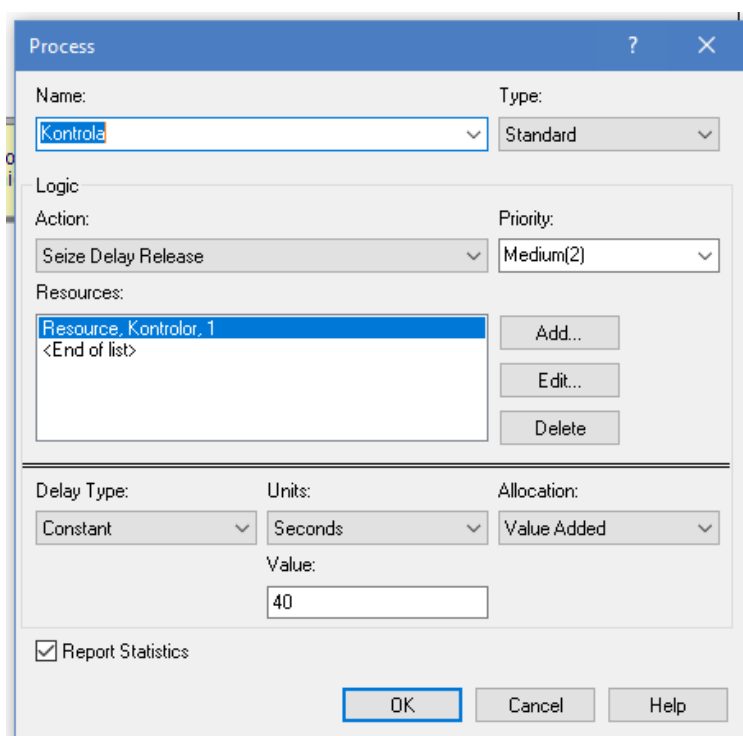 Process
Name:
Type:
Kontrola
Standard
Logic
Action:
Priority:
Seize Delay Release
Medium(2)
Resources:
Resource, Kontrolor, 1
<End of list>
Add...
Edit...
Delete
Delay Type:
Units:
Allocation:
Constant
Seconds
Value Added
Value:
40
Report Statistics
OK
Cancel
Help